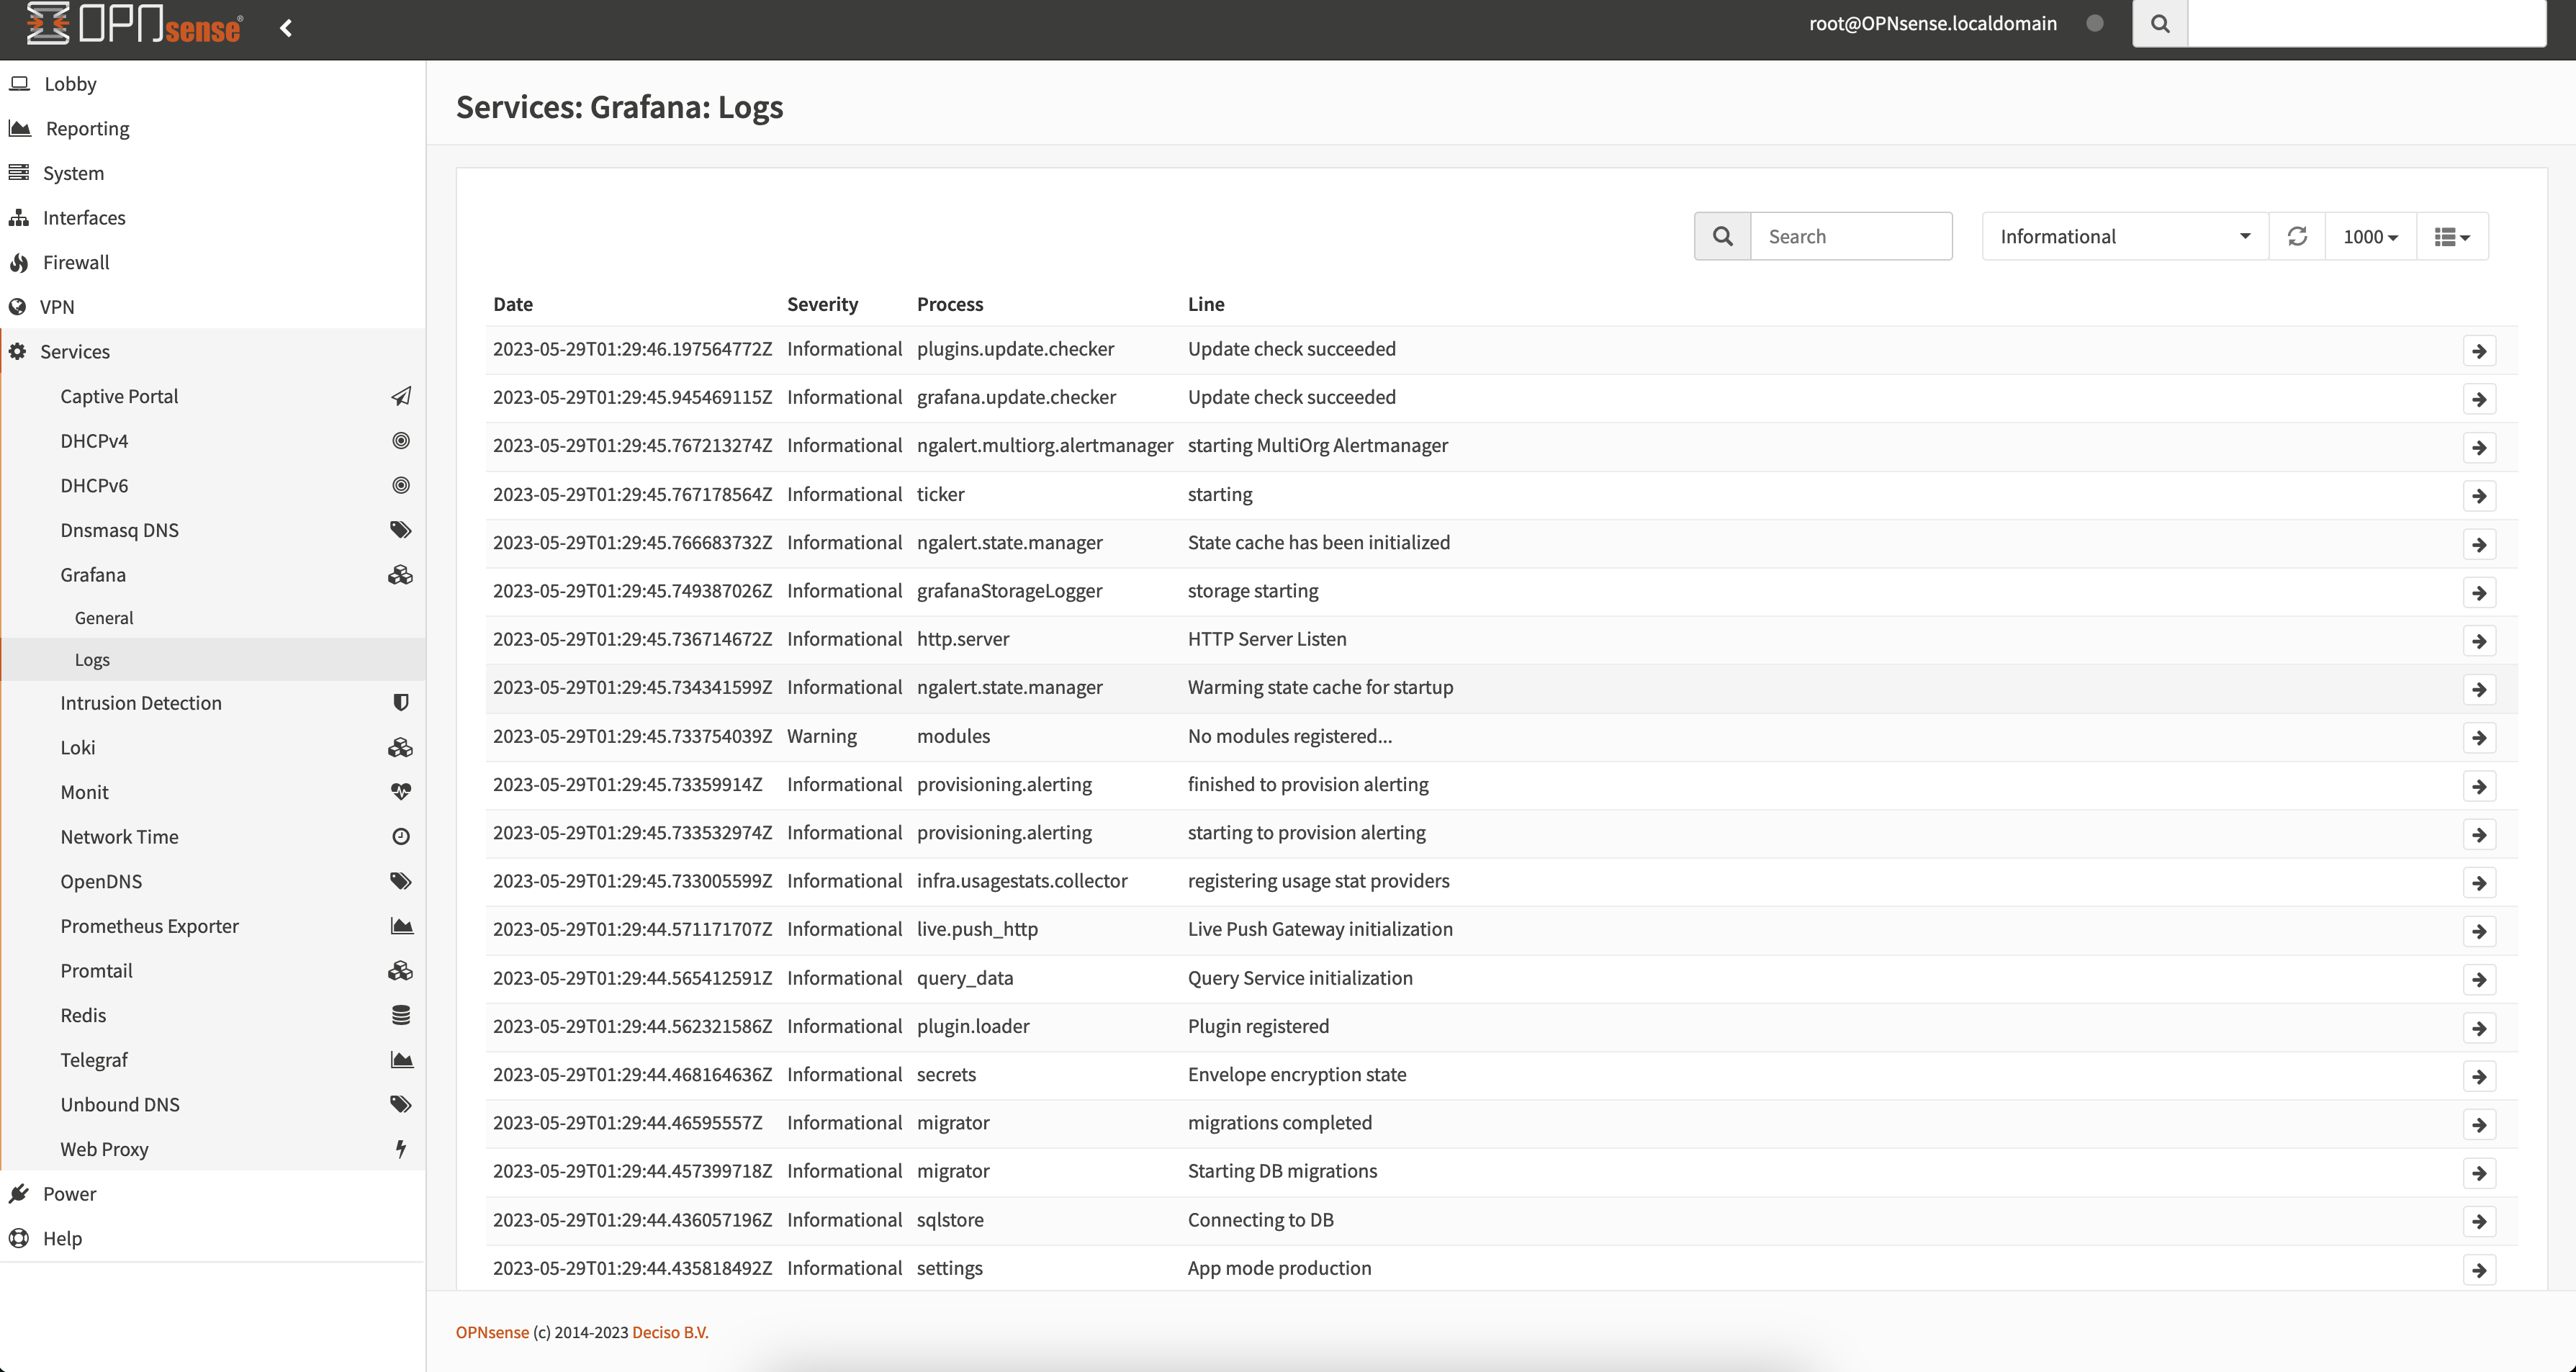 OPNsense®
root@OPNsense.localdomain
Lobby
Reporting
System
Interfaces
Firewall
VPN
Services
Captive Portal
DHCPv4
DHCPv6
Dnsmasq DNS
Grafana
General
Logs
Intrusion Detection
Loki
Monit
Network Time
OpenDNS
Prometheus Exporter
Promtail
Redis
Telegraf
Unbound DNS
Web Proxy
Power
Help
Services: Grafana: Logs
Search Informational 1000
Date Severity Process Line
2023-05-29T01:29:46.197564772Z Informational plugins.update.checker Update check succeeded
2023-05-29T01:29:45.945469115Z Informational grafana.update.checker Update check succeeded
2023-05-29T01:29:45.767213274Z Informational ngalert.multiorg.alertmanager starting MultiOrg Alertmanager
2023-05-29T01:29:45.767178564Z Informational ticker starting
2023-05-29T01:29:45.766683732Z Informational ngalert.state.manager State cache has been initialized
2023-05-29T01:29:45.749387026Z Informational grafanaStorageLogger storage starting
2023-05-29T01:29:45.736714672Z Informational http.server HTTP Server Listen
2023-05-29T01:29:45.734341599Z Informational ngalert.state.manager Warming state cache for startup
2023-05-29T01:29:45.733754039Z Warning modules No modules registered...
2023-05-29T01:29:45.73359914Z Informational provisioning.alerting finished to provision alerting
2023-05-29T01:29:45.733532974Z Informational provisioning.alerting starting to provision alerting
2023-05-29T01:29:45.733005599Z Informational infra.usagestats.collector registering usage stat providers
2023-05-29T01:29:44.571171707Z Informational live.push_http Live Push Gateway initialization
2023-05-29T01:29:44.565412591Z Informational query_data Query Service initialization
2023-05-29T01:29:44.562321586Z Informational plugin.loader Plugin registered
2023-05-29T01:29:44.468164636Z Informational secrets Envelope encryption state
2023-05-29T01:29:44.46595557Z Informational migrator migrations completed
2023-05-29T01:29:44.457399718Z Informational migrator Starting DB migrations
2023-05-29T01:29:44.436057196Z Informational sqlstore Connecting to DB
2023-05-29T01:29:44.435818492Z Informational settings App mode production
OPNsense (c) 2014-2023 Deciso B.V.